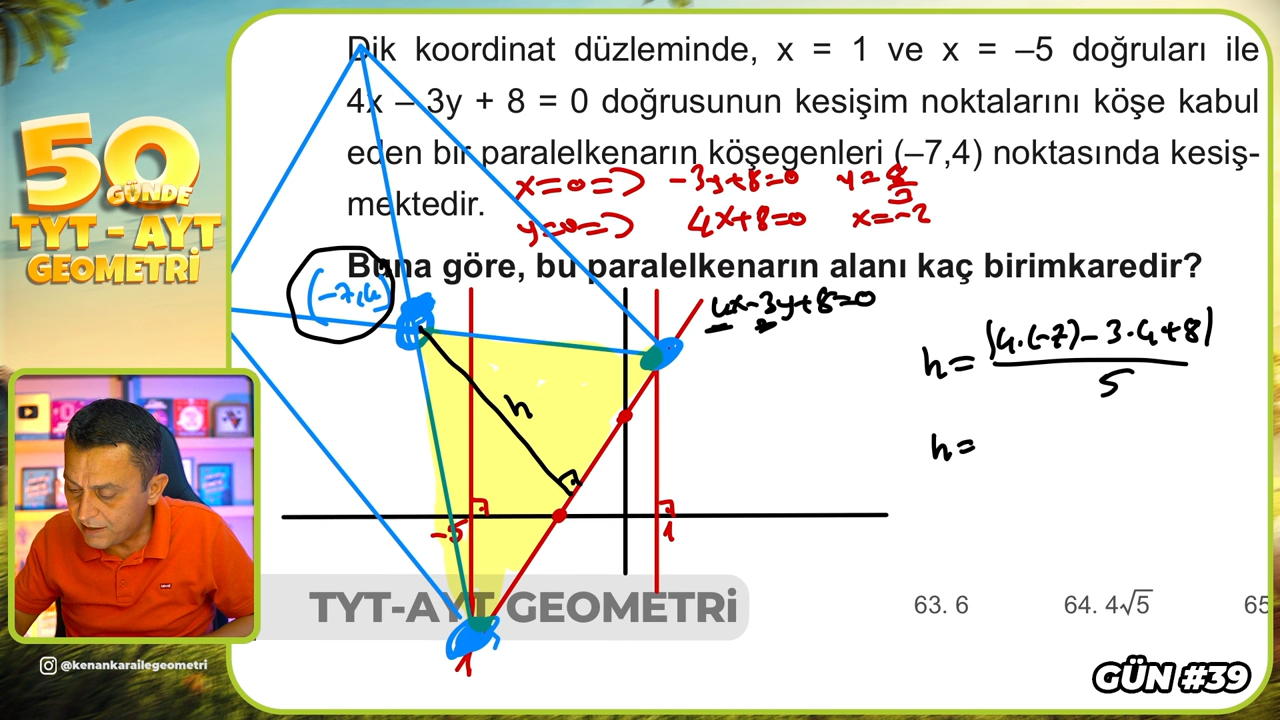 Dik koordinat düzleminde, x = 1 ve x = –5 doğruları ile
4x – 3y + 8 = 0 doğrusunun kesişim noktalarını köşe kabul
eden bir paralelkenarın köşegenleri (–7,4) noktasında kesiş-
mektedir.
x=0=> -3y+8=0 y=8/3
y=0=> 4x+8=0 x=-2
Buna göre, bu paralelkenarın alanı kaç birimkaredir?
50
GÜNDE
TYT - AYT
GEOMETRİ
(-7,4)
4x-3y+8=0
h= |4.(-7)-3.4+8| / 5
h
h=
-5
1
TYT-AYT GEOMETRİ
63. 6 64. 4√5 65
@kenankarailegeometri
GÜN #39